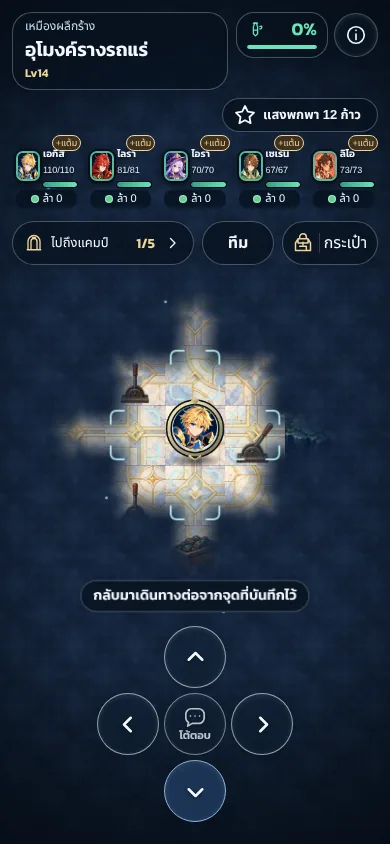 เหมืองผลึกร้าง
อุโมงค์รางรถแร่
Lv14
0%
แสงพกพา 12 ก้าว
+แต้ม +แต้ม +แต้ม +แต้ม +แต้ม
ไลรา ไอรา เซเรน ลีโอ
110/110 81/81 70/70 67/67 73/73
ล้า 0 ล้า 0 ล้า 0 ล้า 0 ล้า 0
ไปถึงแคมป์ 1/5 ทีม กระเป๋า
กลับมาเดินทางต่อจากจุดที่บันทึกไว้
โต้ตอบ